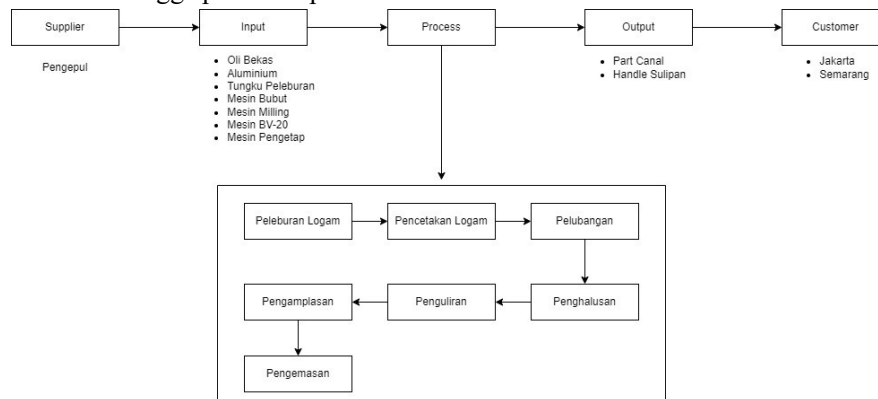 Supplier
Input
Process
Output
Customer
Pengepul
Oli Bekas
Aluminium
Tungku Peleburan
Mesin Bubut
Mesin Milling
Mesin BV-20
Mesin Pengetap
Part Canal
Handle Sulipan
Jakarta
Semarang
Peleburan Logam
Pencetakan Logam
Pelubangan
Pengamplasan
Penguliran
Penghalusan
Pengemasan